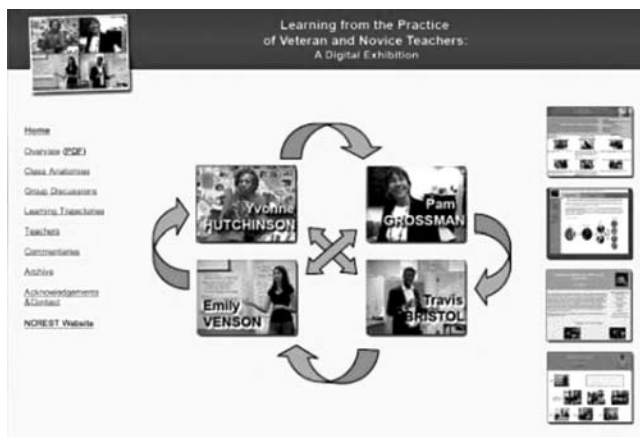 Learning from the Practice
of Veteran and Novice Teachers:
A Digital Exhibition
Home
Overview (PDF)
Class Anatomies
Group Discussions
Learning Trajectories
Teachers
Commentaries
Archive
Acknowledgements
&Contact
NCREST Website
Yvonne
HUTCHINSON
Pam
GROSSMAN
Emily
VENSON
Travis
BRISTOL